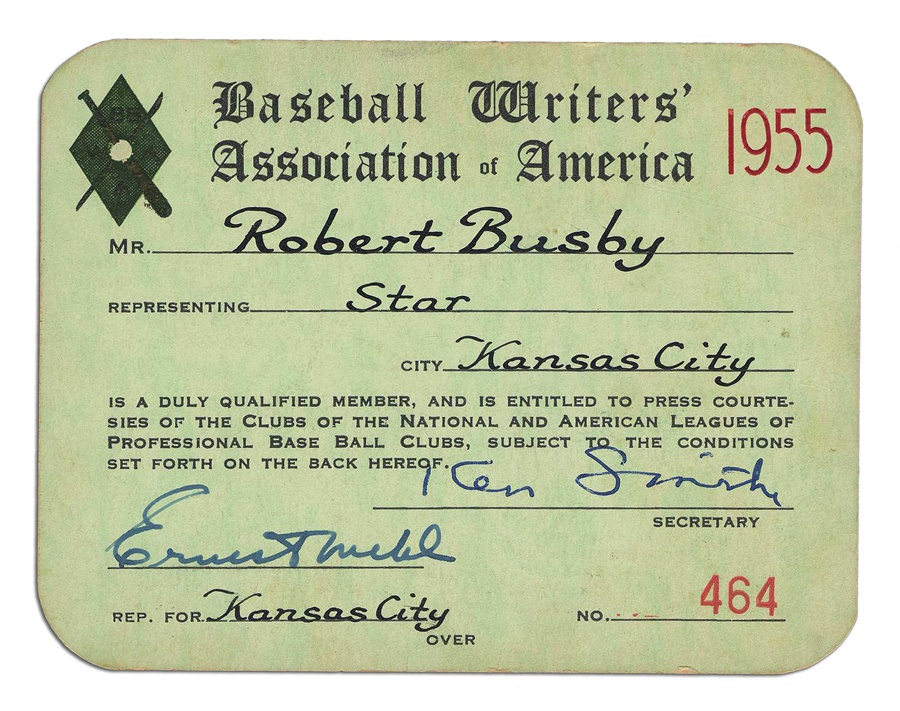 Baseball Writers'
Association of America
1955
MR. Robert Busby
REPRESENTING Star
CITY Kansas City
IS A DULY QUALIFIED MEMBER, AND IS ENTITLED TO PRESS COURTE-
SIES OF THE CLUBS OF THE NATIONAL AND AMERICAN LEAGUES OF
PROFESSIONAL BASE BALL CLUBS, SUBJECT TO THE CONDITIONS
SET FORTH ON THE BACK HEREOF.
Ken Smith
SECRETARY
Ernest Mehl
REP. FOR Kansas City
NO. 464
OVER